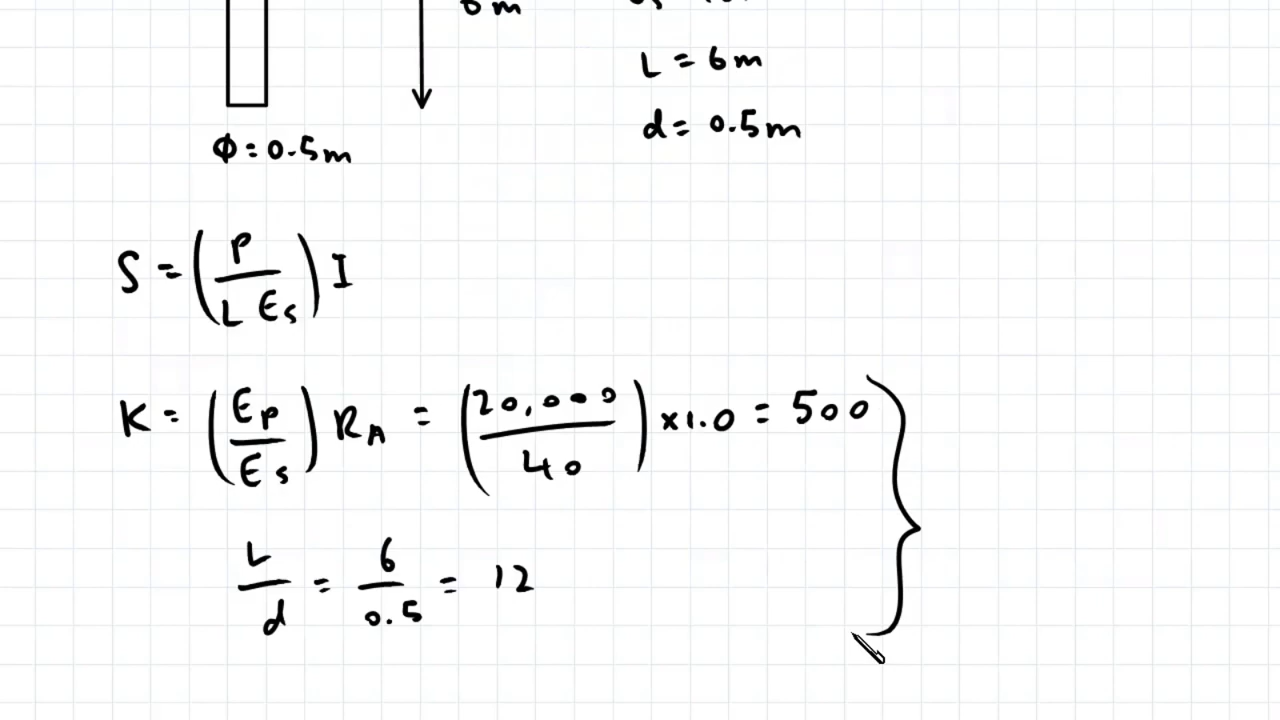 L = 6m
d = 0.5m
Φ = 0.5m
S = (P / L Es) I
K = (Ep / Es) RA = (20,000 / 40) x1.0 = 500
L / d = 6 / 0.5 = 12